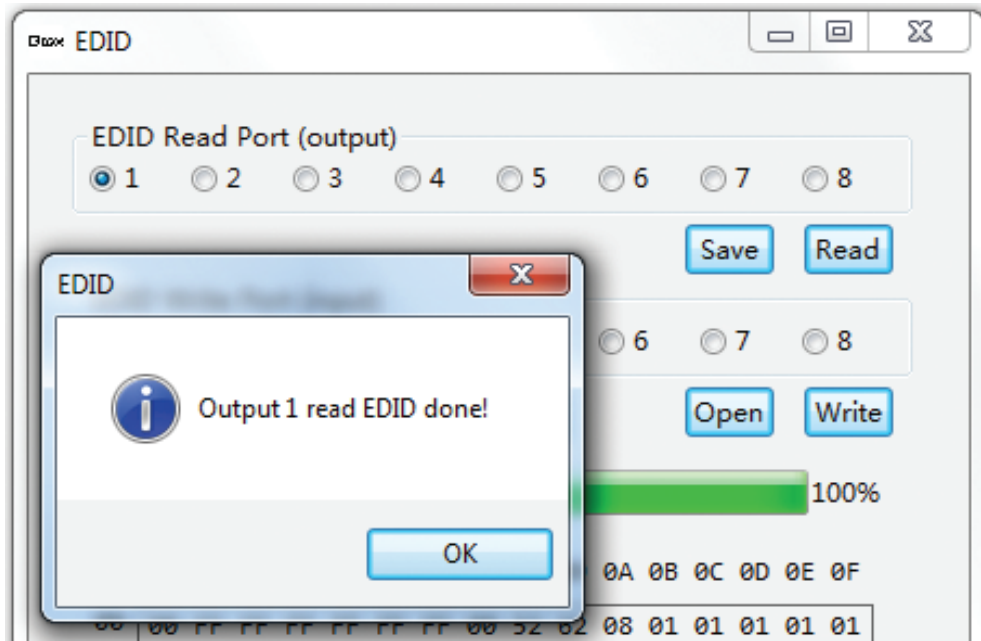 EDID
EDID Read Port (output)
1 2 3 4 5 6 7 8
Save Read
EDID
6 7 8
Output 1 read EDID done!
Open Write
100%
OK
0A 0B 0C 0D 0E 0F
00 00 FF FF FF FF FF FF 00 52 62 08 01 01 01 01 01